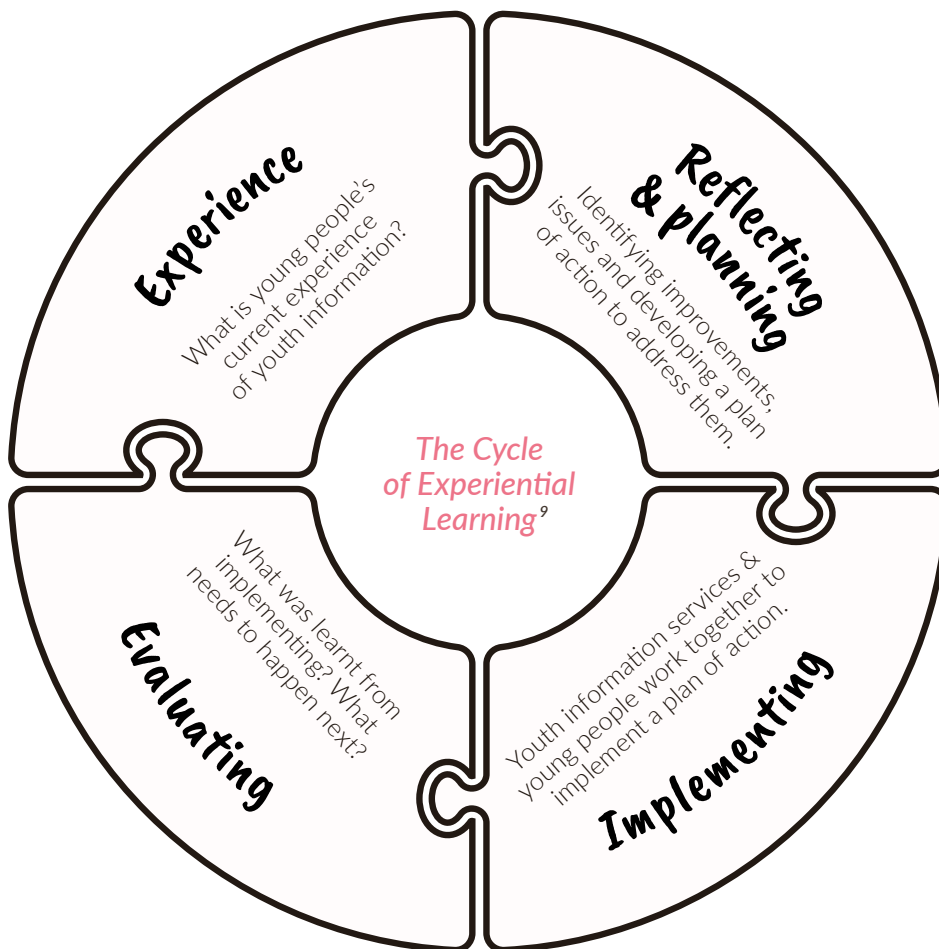 Experience
What is young people's
current experience
of youth information?
Reflecting
& planning
Identifying improvements,
issues and developing a plan
of action to address them.
The Cycle
of Experiential
Learning⁹
What was learnt from
implementing? What
needs to happen next?
Evaluating
Youth information services &
young people work together to
implement a plan of action.
Implementing